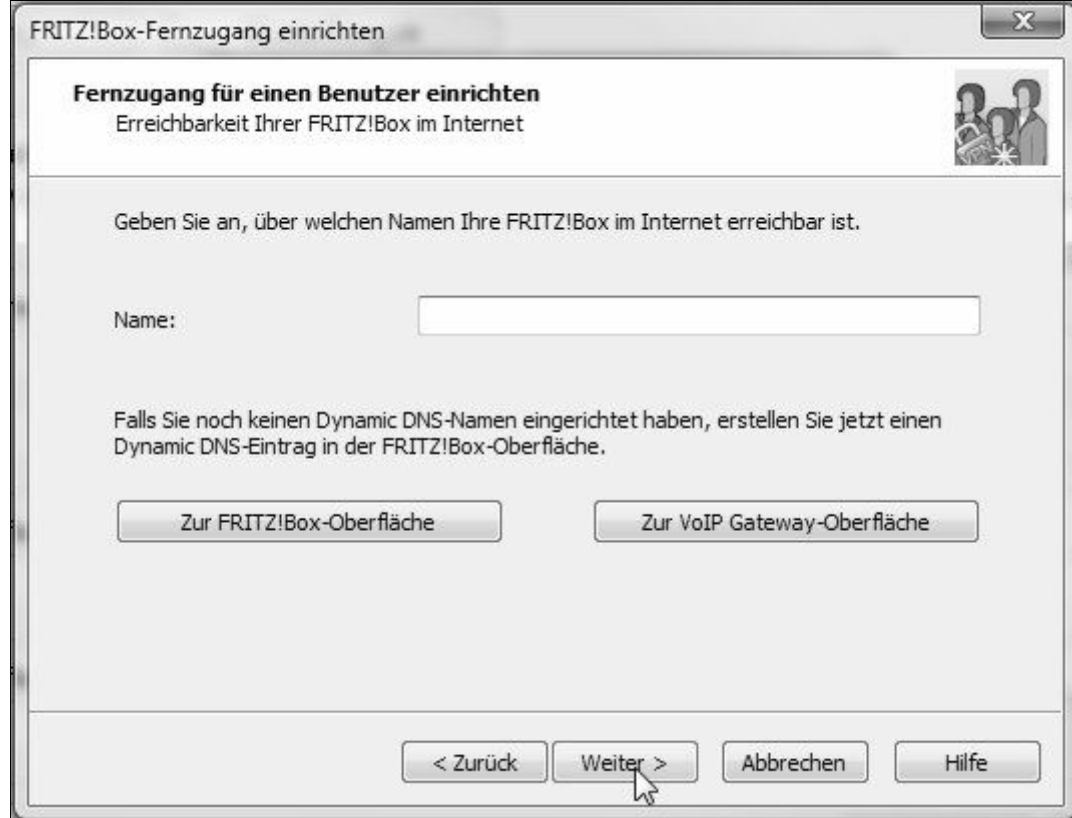 FRITZ!Box-Fernzugang einrichten
Fernzugang für einen Benutzer einrichten
Erreichbarkeit Ihrer FRITZ!Box im Internet
VPN
Geben Sie an, über welchen Namen Ihre FRITZ!Box im Internet erreichbar ist.
Name:
Falls Sie noch keinen Dynamic DNS-Namen eingerichtet haben, erstellen Sie jetzt einen
Dynamic DNS-Eintrag in der FRITZ!Box-Oberfläche.
Zur FRITZ!Box-Oberfläche
Zur VoIP Gateway-Oberfläche
< Zurück
Weiter >
Abbrechen
Hilfe